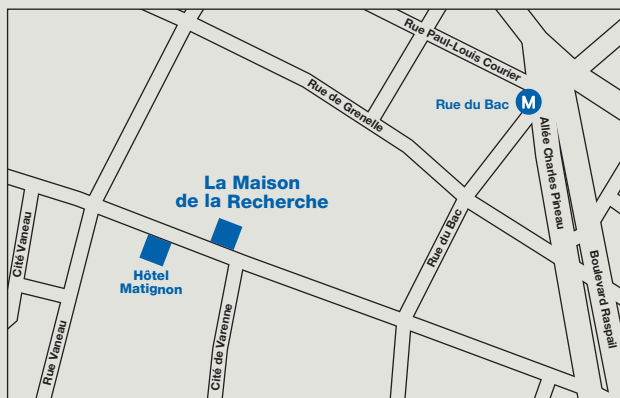 Rue Paul-Louis Courier
Rue de Grenelle
Rue du Bac
M
Allée Charles Pineau
La Maison
de la Recherche
Cité Vaneau
Rue du Bac
Hôtel
Matignon
Boulevard Raspail
Rue Vaneau
Cité de Varenne